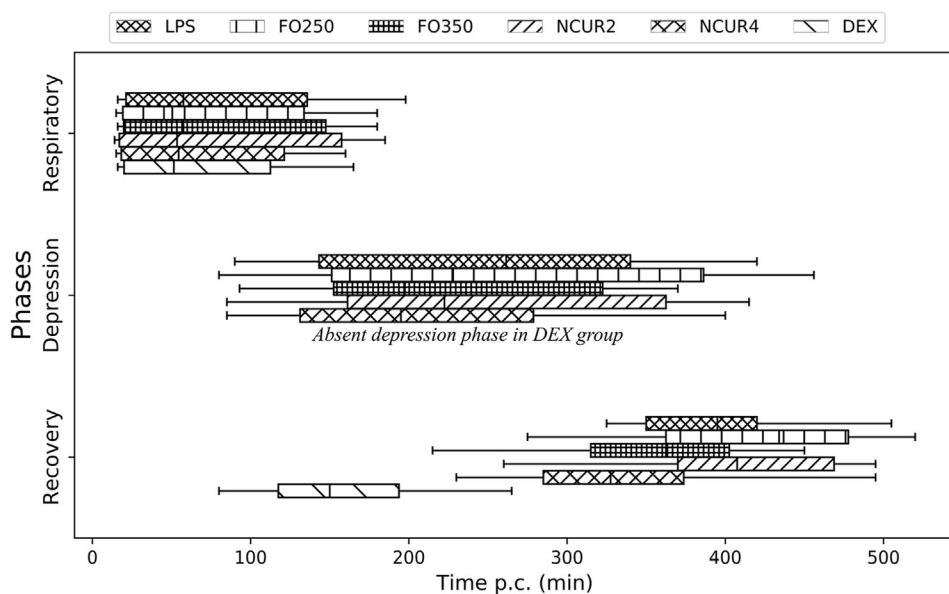 LPS FO250 FO350 NCUR2 NCUR4 DEX
Phases
Respiratory
Depression
Absent depression phase in DEX group
Recovery
0 100 200 300 400 500
Time p.c. (min)